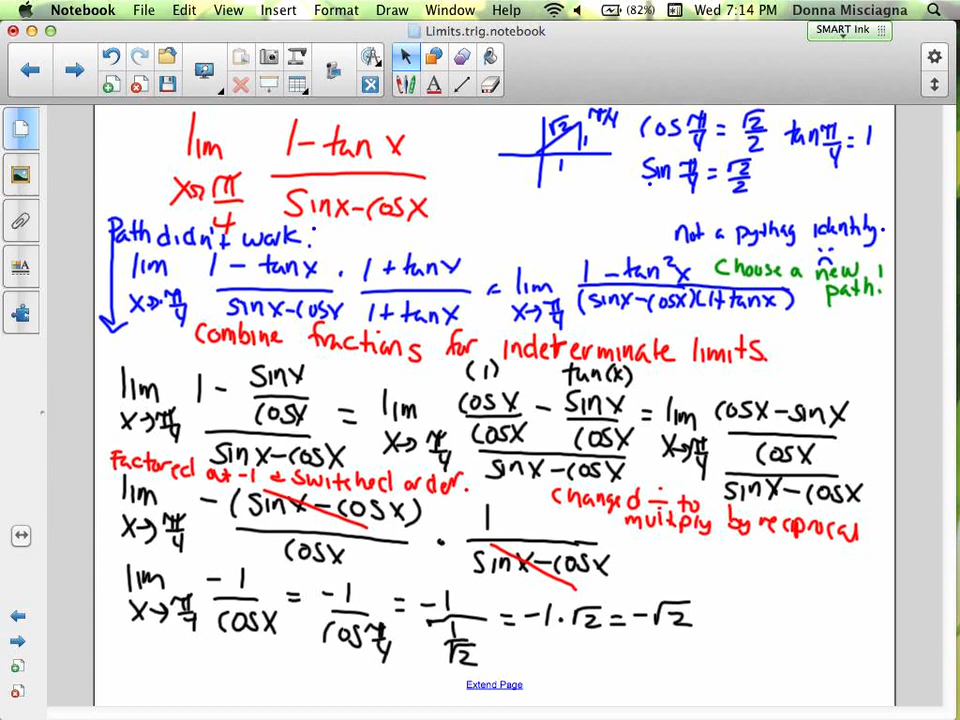 Notebook File Edit View Insert Format Draw Window Help (82%) Wed 7:14 PM Donna Misciagna
Limits.trig.notebook
SMART Ink
lim x→π/4 (1-tan x)/(sinx-cosx)
√2 π/4 1 1
cos π/4 = √2/2 tan π/4 = 1
sin π/4 = √2/2
Path didn't work:
Not a pythag identity.
lim x→π/4 (1 - tanx)/(sinx-cosx) · (1+tanx)/(1+tanx) = lim x→π/4 (1-tan²x)/((sinx-cosx)(1+tanx))
Choose a new path!
Combine fractions for indeterminate limits.
(1) tan(x)
lim x→π/4 (1 - sinx/cosx)/(sinx-cosx) = lim x→π/4 (cosx/cosx - sinx/cosx)/(sinx-cosx) = lim x→π/4 ((cosx-sinx)/cosx)/(sinx-cosx)
Factored out -1 & switched order.
Changed ÷ to multiply by reciprocal
lim x→π/4 -(sinx-cosx)/cosx · 1/(sinx-cosx)
lim x→π/4 -1/cosx = -1/cos π/4 = -1/(1/√2) = -1·√2 = -√2
Extend Page